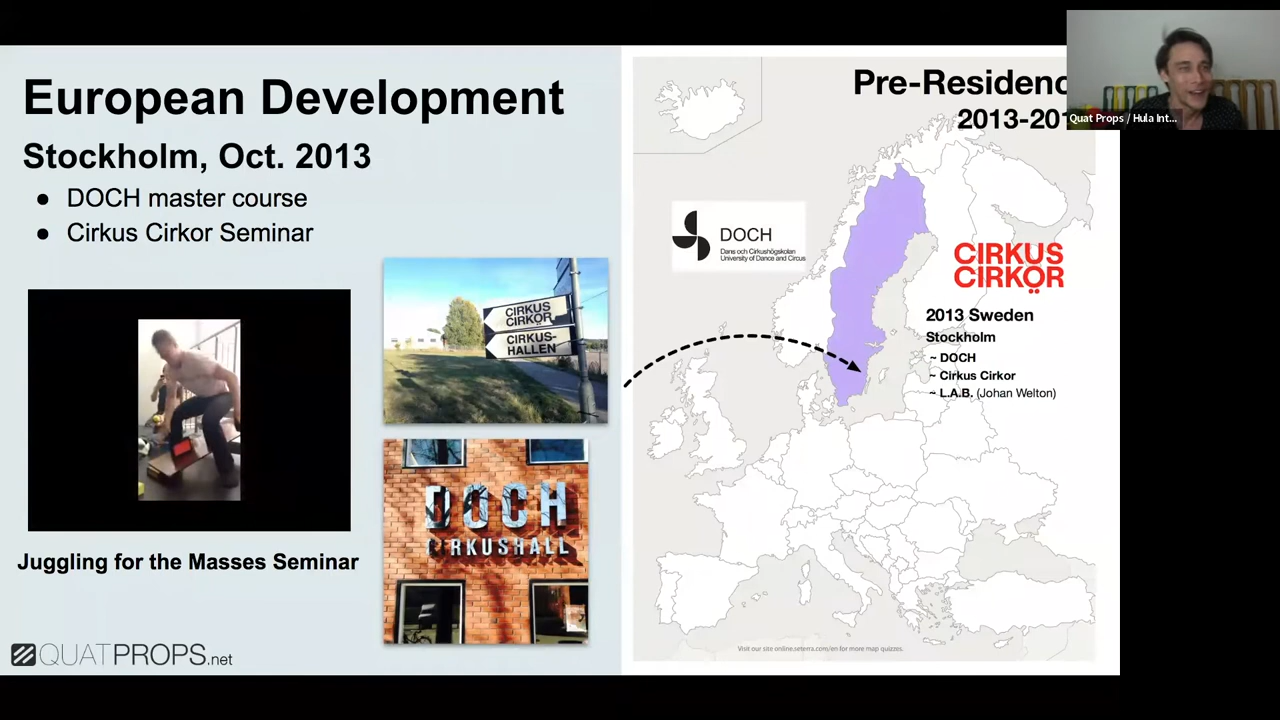 European Development
Stockholm, Oct. 2013
● DOCH master course
● Cirkus Cirkor Seminar
CIRKUS
CIRKÖR
CIRKUS-
HALLEN
DOCH
CIRKUSHALL
Juggling for the Masses Seminar
QUATPROPS.net
Pre-Residenc
2013-201
DOCH
Dans och Cirkushögskolan
University of Dance and Circus
CIRKUS
CIRKÖR
2013 Sweden
Stockholm
~ DOCH
~ Cirkus Cirkor
~ L.A.B. (Johan Welton)
Visit our site online.seterra.com/en for more map quizzes.
Quat Props / Hula Int...